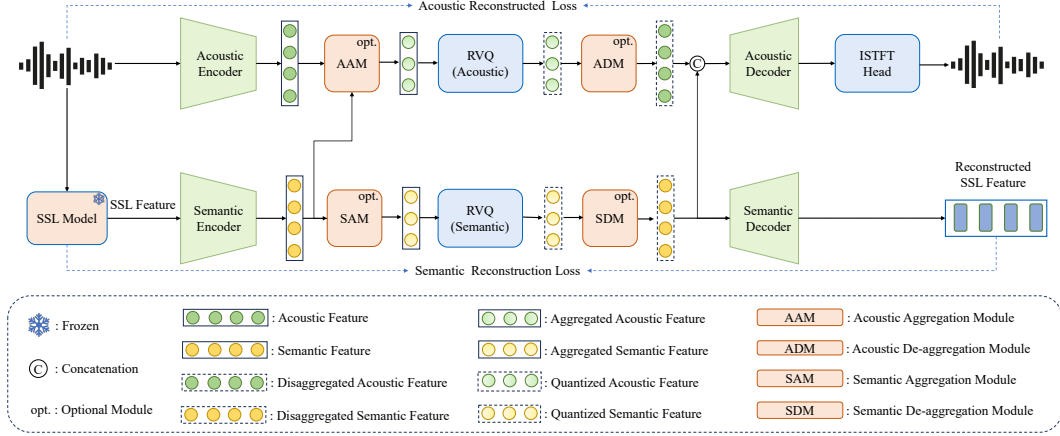 Acoustic Reconstructed Loss
Acoustic
Encoder
opt.
AAM
RVQ
(Acoustic)
opt.
ADM
C
Acoustic
Decoder
ISTFT
Head
SSL Model
SSL Feature
Semantic
Encoder
opt.
SAM
RVQ
(Semantic)
opt.
SDM
Semantic
Decoder
Reconstructed
SSL Feature
Semantic Reconstruction Loss
: Frozen
C : Concatenation
opt. : Optional Module
: Acoustic Feature
: Semantic Feature
: Disaggregated Acoustic Feature
: Disaggregated Semantic Feature
: Aggregated Acoustic Feature
: Aggregated Semantic Feature
: Quantized Acoustic Feature
: Quantized Semantic Feature
AAM : Acoustic Aggregation Module
ADM : Acoustic De-aggregation Module
SAM : Semantic Aggregation Module
SDM : Semantic De-aggregation Module